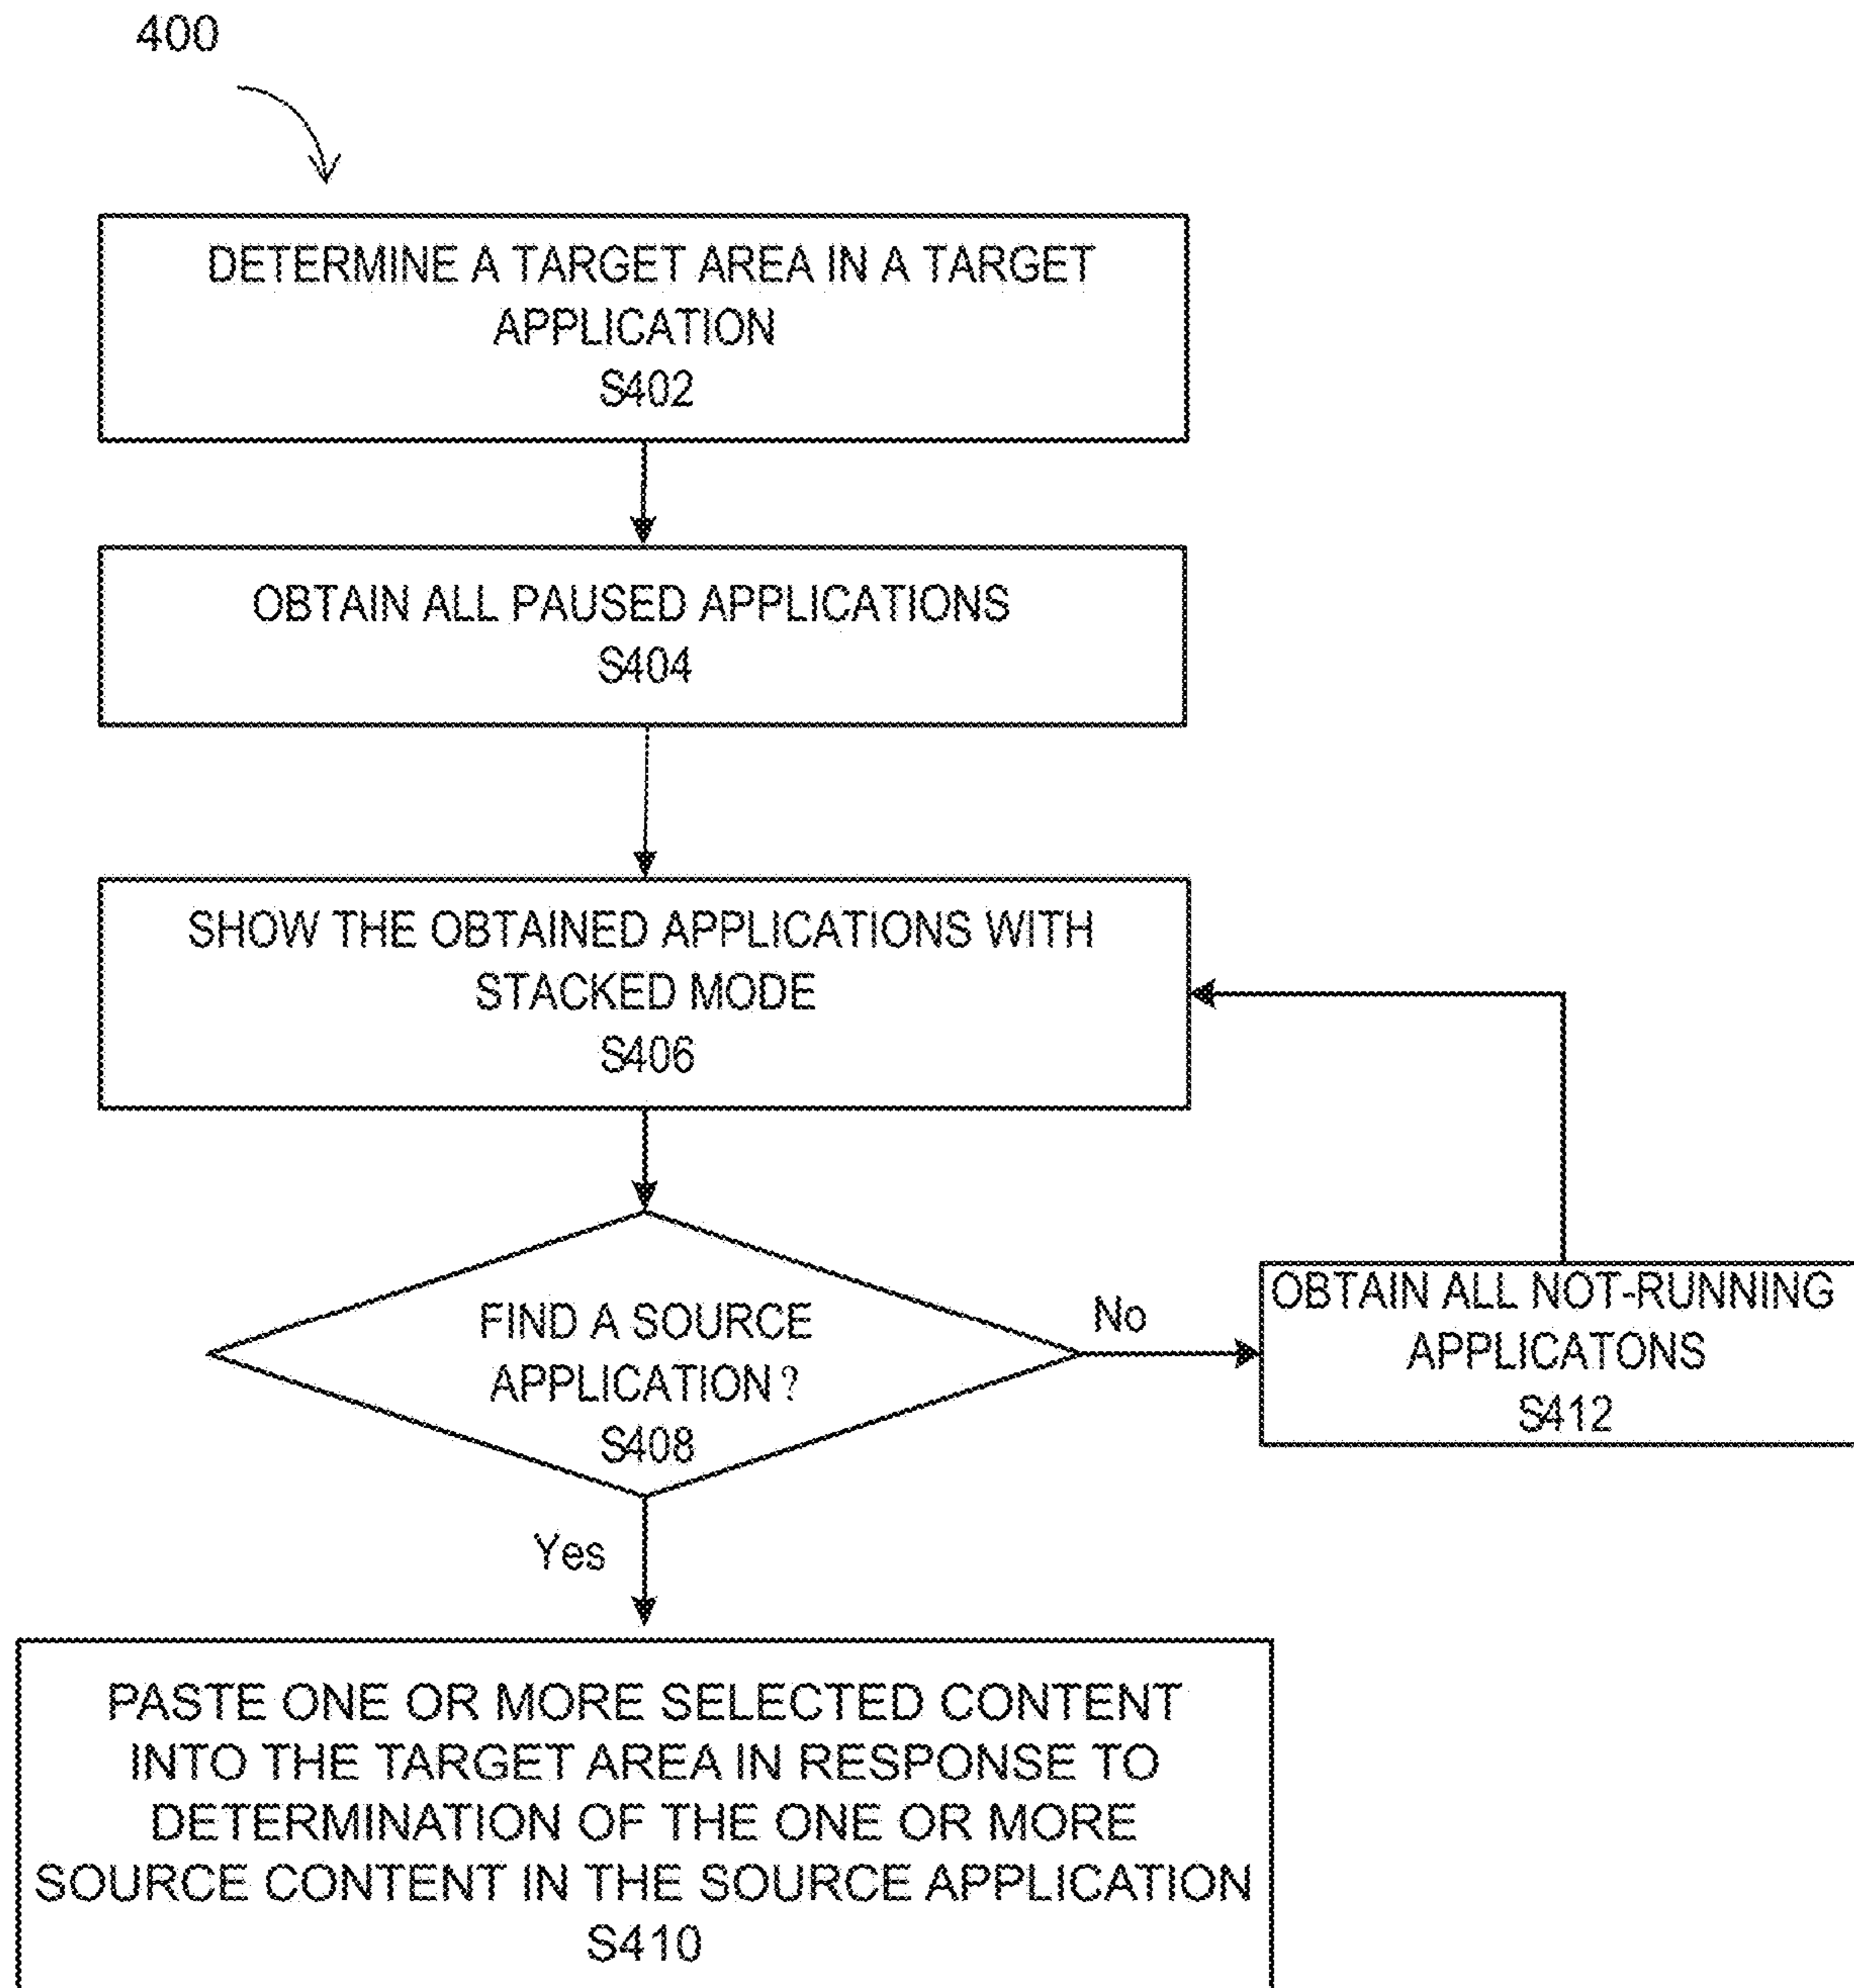 400
DETERMINE A TARGET AREA IN A TARGET
APPLICATION
S402
OBTAIN ALL PAUSED APPLICATIONS
S404
SHOW THE OBTAINED APPLICATIONS WITH
STACKED MODE
S406
FIND A SOURCE
APPLICATION?
S408
No
OBTAIN ALL NOT-RUNNING
APPLICATONS
S412
Yes
PASTE ONE OR MORE SELECTED CONTENT
INTO THE TARGET AREA IN RESPONSE TO
DETERMINATION OF THE ONE OR MORE
SOURCE CONTENT IN THE SOURCE APPLICATION
S410